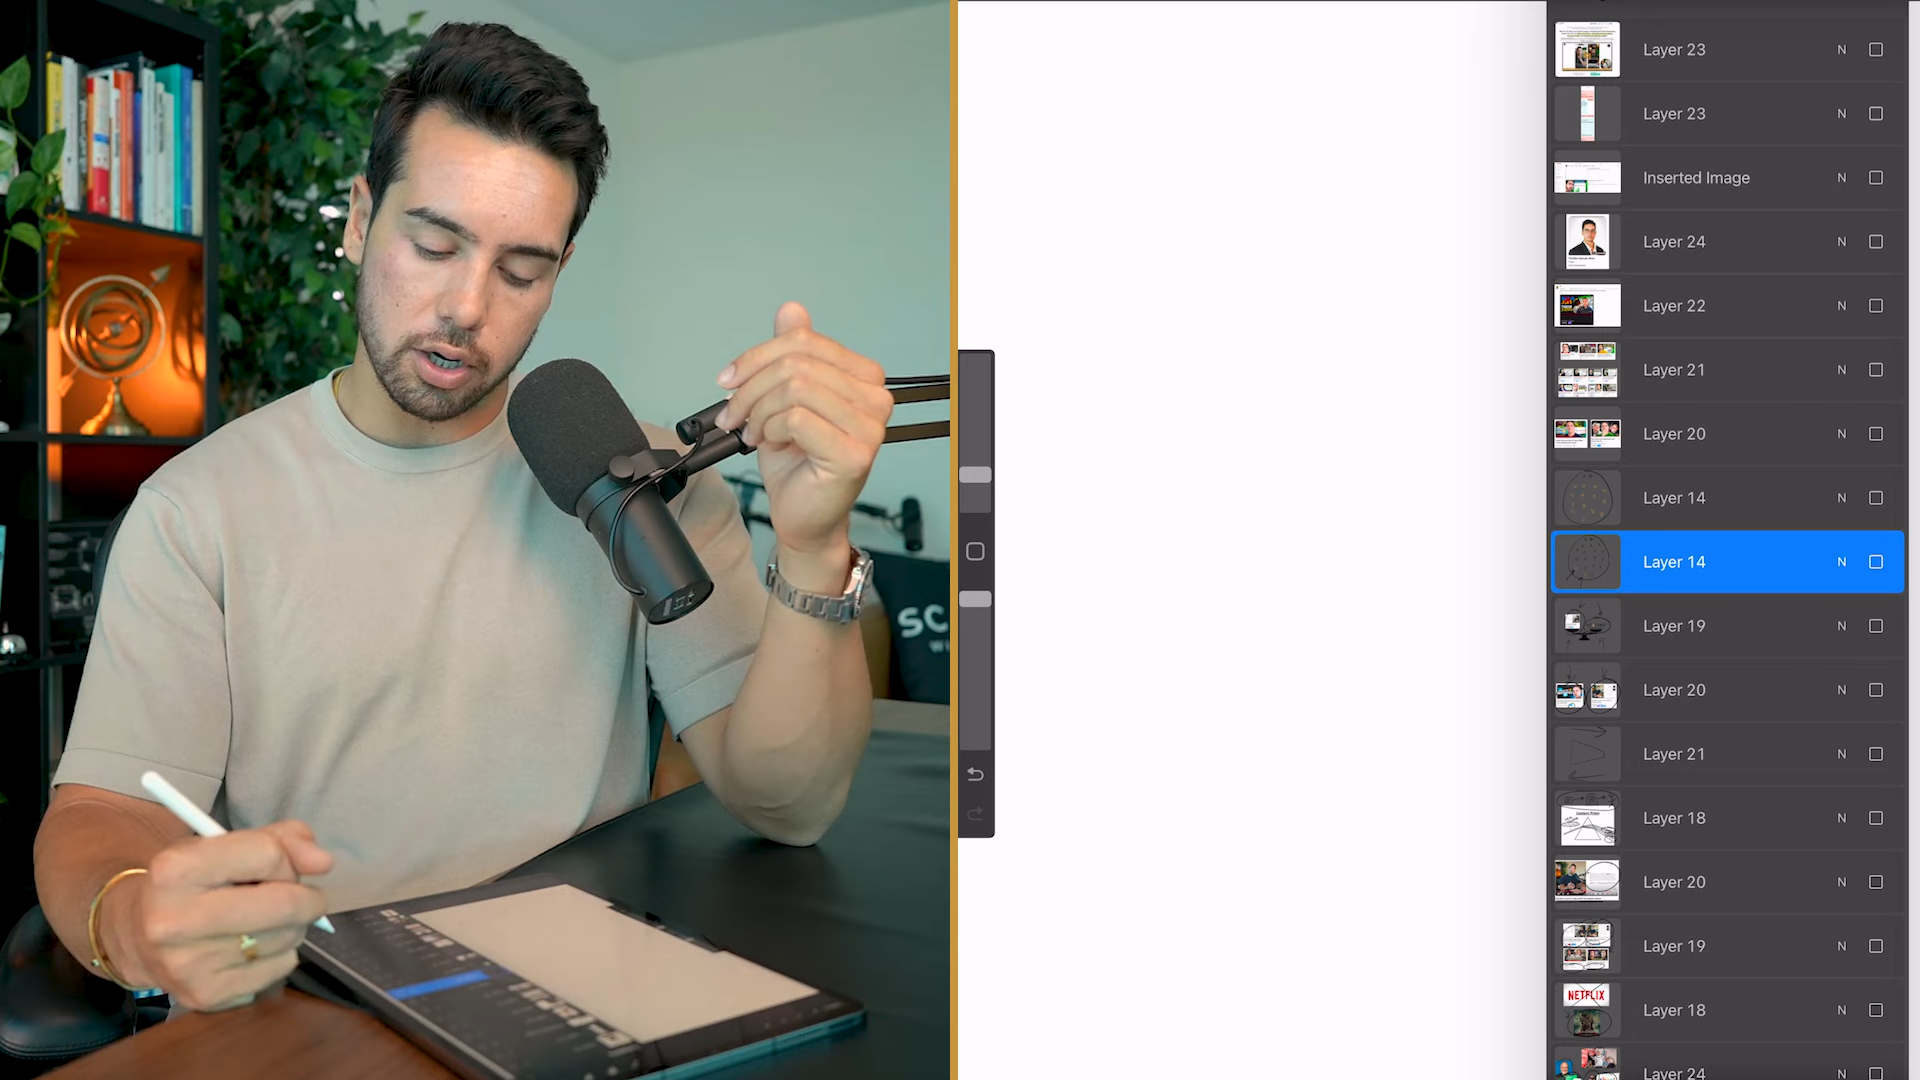 SC
Layer 23 N
Layer 23 N
Inserted Image N
Layer 24 N
Layer 22 N
Layer 21 N
Layer 20 N
Layer 14 N
Layer 14 N
Layer 19 N
Layer 20 N
Layer 21 N
Layer 18 N
Layer 20 N
Layer 19 N
NETFLIX
Layer 18 N
Layer 24